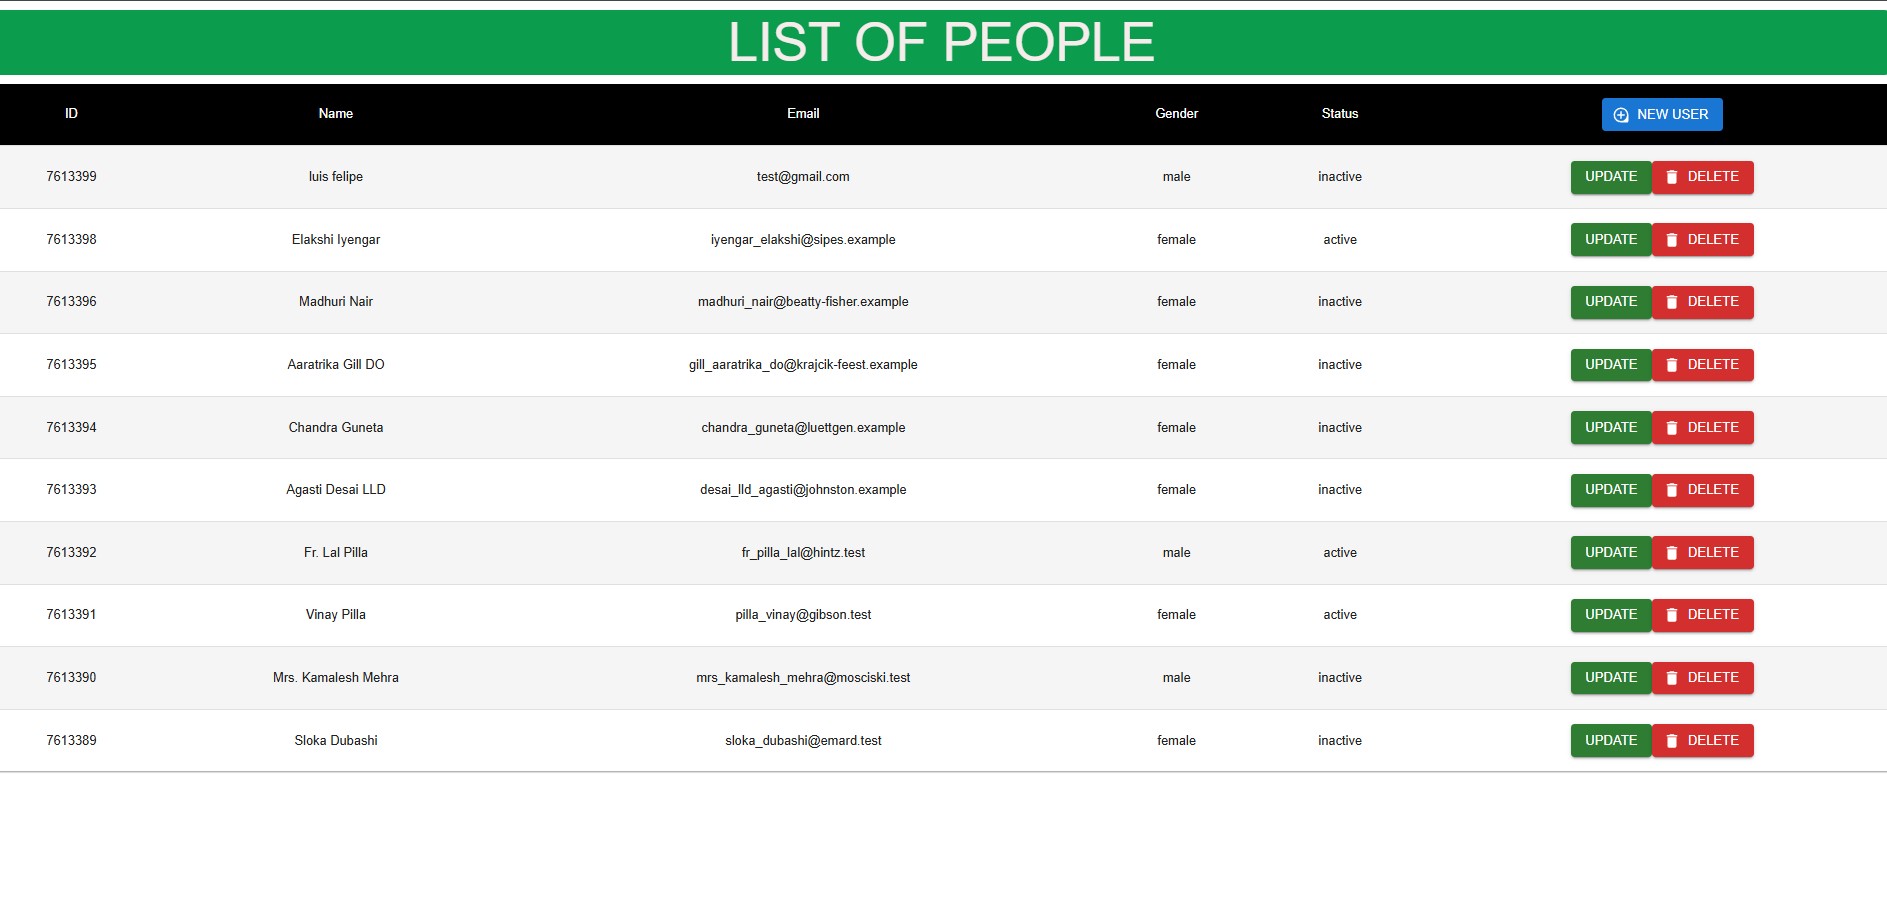 LIST OF PEOPLE
ID Name Email Gender Status NEW USER
7613399 luis felipe test@gmail.com male inactive UPDATE DELETE
7613398 Elakshi Iyengar iyengar_elakshi@sipes.example female active UPDATE DELETE
7613396 Madhuri Nair madhuri_nair@beatty-fisher.example female inactive UPDATE DELETE
7613395 Aaratrika Gill DO gill_aaratrika_do@krajcik-feest.example female inactive UPDATE DELETE
7613394 Chandra Guneta chandra_guneta@luettgen.example female inactive UPDATE DELETE
7613393 Agasti Desai LLD desai_lld_agasti@johnston.example female inactive UPDATE DELETE
7613392 Fr. Lal Pilla fr_pilla_lal@hintz.test male active UPDATE DELETE
7613391 Vinay Pilla pilla_vinay@gibson.test female active UPDATE DELETE
7613390 Mrs. Kamalesh Mehra mrs_kamalesh_mehra@mosciski.test male inactive UPDATE DELETE
7613389 Sloka Dubashi sloka_dubashi@emard.test female inactive UPDATE DELETE